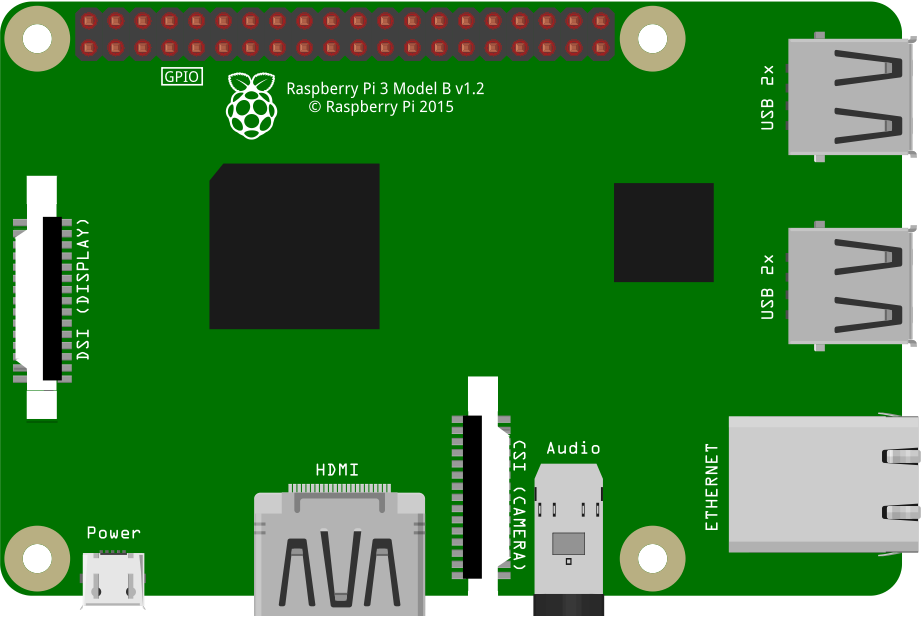 GPIO
Raspberry Pi 3 Model B v1.2
© Raspberry Pi 2015
USB 2x
DSI (DISPLAY)
USB 2x
Audio
CSI (CAMERA)
ETHERNET
HDMI
Power